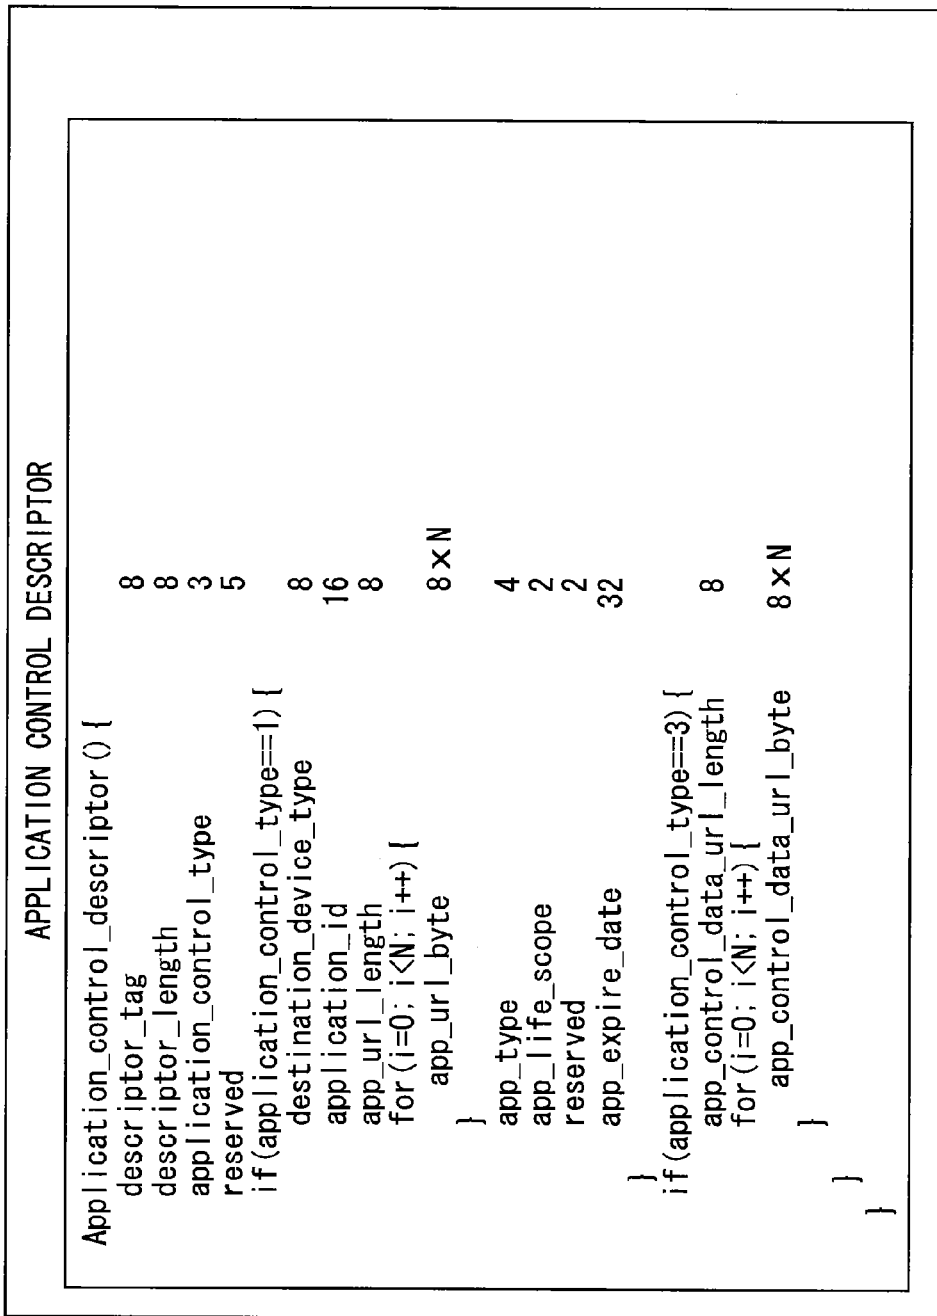 APPLICATION CONTROL DESCRIPTOR
Application_control_descriptor() {
descriptor_tag 8
descriptor_length 8
application_control_type 3
reserved 5
if(application_control_type==1) {
destination_device_type 8
application_id 16
app_url_length 8
for(i=0; i<N; i++) {
app_url_byte 8×N
}
app_type 4
app_life_scope 2
reserved 2
app_expire_date 32
}
if(application_control_type==3) {
app_control_data_url_length 8
for(i=0; i<N; i++) {
app_control_data_url_byte 8×N
}
}
}